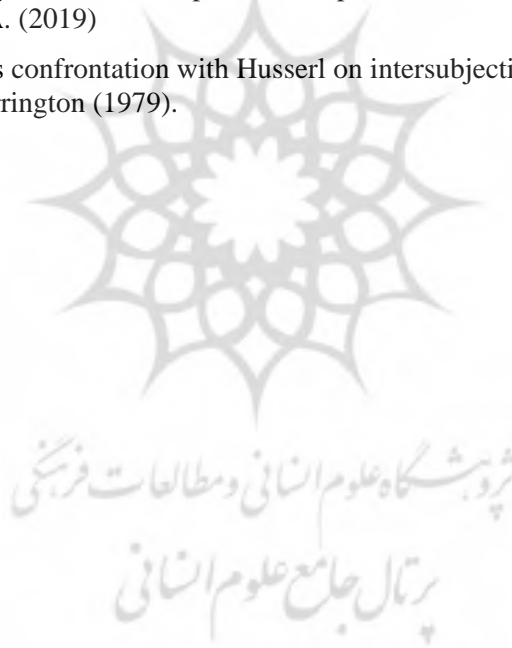 A. (2019)
s confrontation with Husserl on intersubjecti
rrington (1979).
پژوهشگاه علوم انسانی و مطالعات فرهنگی
پرتال جامع علوم انسانی